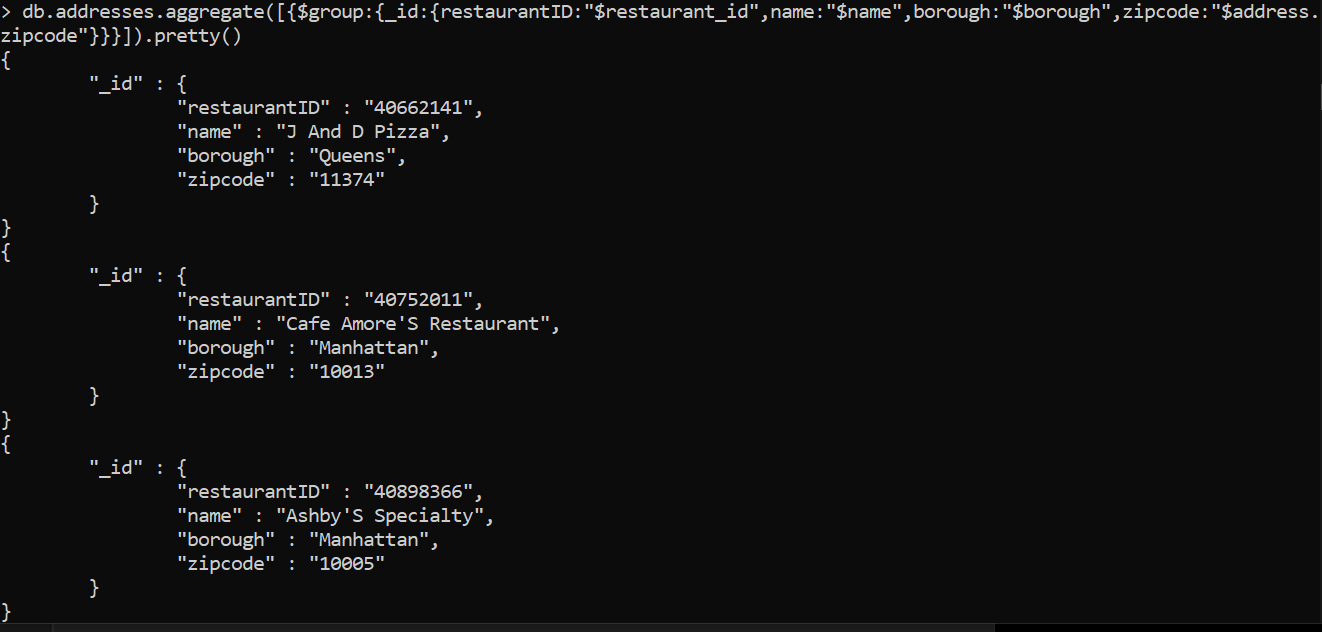 > db.addresses.aggregate([{$group:{_id:{restaurantID:"$restaurant_id",name:"$name",borough:"$borough",zipcode:"$address.
zipcode"}}}]).pretty()
{
        "_id" : {
                "restaurantID" : "40662141",
                "name" : "J And D Pizza",
                "borough" : "Queens",
                "zipcode" : "11374"
        }
}
{
        "_id" : {
                "restaurantID" : "40752011",
                "name" : "Cafe Amore'S Restaurant",
                "borough" : "Manhattan",
                "zipcode" : "10013"
        }
}
{
        "_id" : {
                "restaurantID" : "40898366",
                "name" : "Ashby'S Specialty",
                "borough" : "Manhattan",
                "zipcode" : "10005"
        }
}